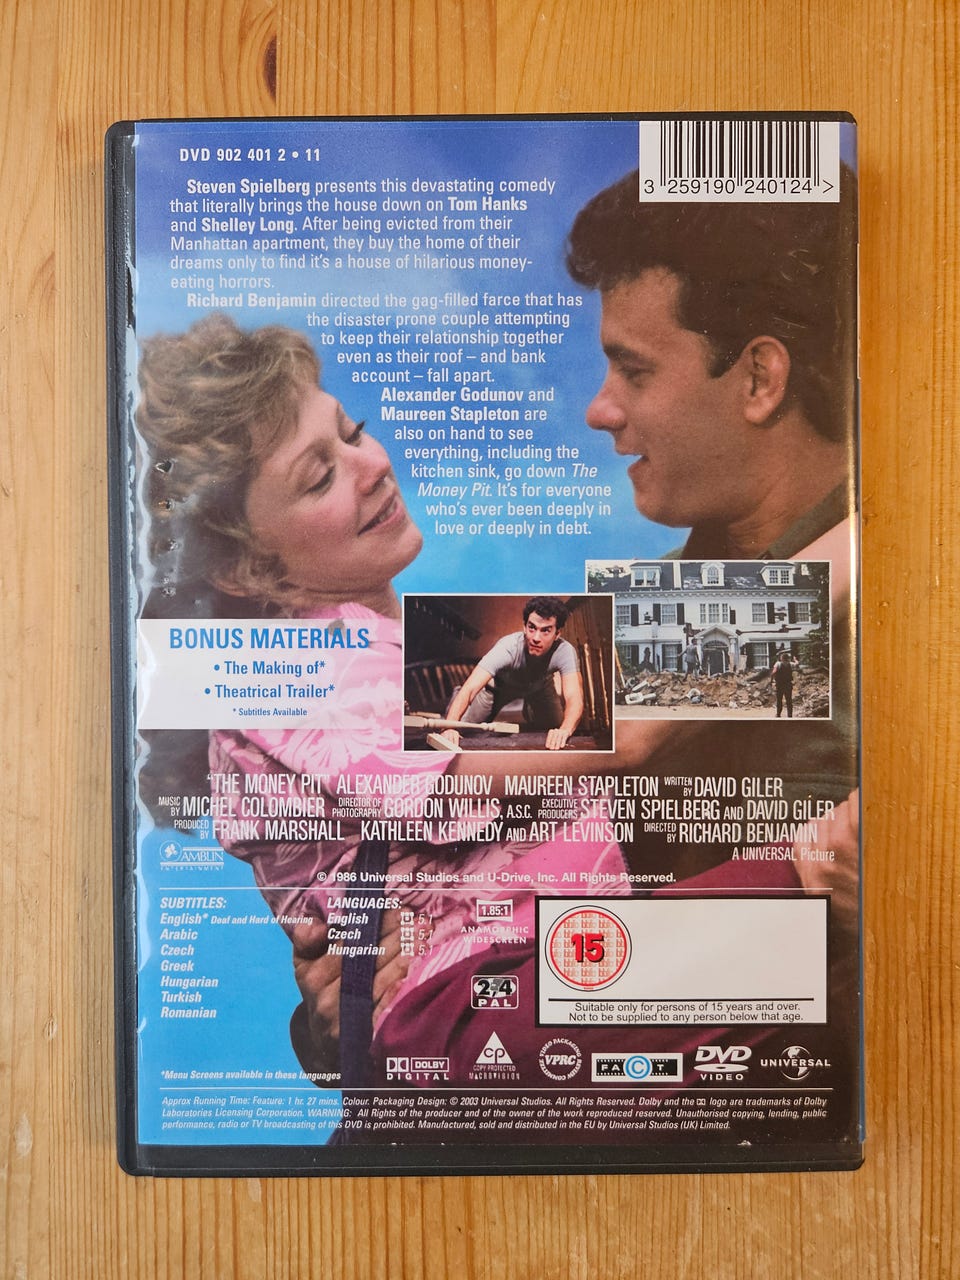 DVD 902 401 2 • 11
3 259190 240124 >
Steven Spielberg presents this devastating comedy
that literally brings the house down on Tom Hanks
and Shelley Long. After being evicted from their
Manhattan apartment, they buy the home of their
dreams only to find it's a house of hilarious money-
eating horrors.
Richard Benjamin directed the gag-filled farce that has
the disaster prone couple attempting
to keep their relationship together
even as their roof – and bank
account – fall apart.
Alexander Godunov and
Maureen Stapleton are
also on hand to see
everything, including the
kitchen sink, go down The
Money Pit. It's for everyone
who's ever been deeply in
love or deeply in debt.
BONUS MATERIALS
• The Making of*
• Theatrical Trailer*
* Subtitles Available
"THE MONEY PIT" ALEXANDER GODUNOV MAUREEN STAPLETON WRITTEN BY DAVID GILER
MUSIC BY MICHEL COLOMBIER DIRECTOR OF PHOTOGRAPHY GORDON WILLIS, A.S.C. EXECUTIVE PRODUCERS STEVEN SPIELBERG AND DAVID GILER
PRODUCED BY FRANK MARSHALL KATHLEEN KENNEDY AND ART LEVINSON DIRECTED BY RICHARD BENJAMIN
A UNIVERSAL Picture
AMBLIN
ENTERTAINMENT
© 1986 Universal Studios and U-Drive, Inc. All Rights Reserved.
SUBTITLES:
English* Deaf and Hard of Hearing
Arabic
Czech
Greek
Hungarian
Turkish
Romanian
LANGUAGES:
English 5.1
Czech 5.1
Hungarian 5.1
1.85:1
ANAMORPHIC
WIDESCREEN
2,4
PAL
15
Suitable only for persons of 15 years and over.
Not to be supplied to any person below that age.
*Menu Screens available in these languages
DOLBY
DIGITAL
CP
COPY PROTECTED
MACROVISION
VIDEO PACKAGING REVIEW COMMITTEE
VPRC
FACT
DVD
VIDEO
UNIVERSAL
Approx Running Time: Feature: 1 hr. 27 mins. Colour. Packaging Design: © 2003 Universal Studios. All Rights Reserved. Dolby and the DD logo are trademarks of Dolby
Laboratories Licensing Corporation. WARNING: All Rights of the producer and of the owner of the work reproduced reserved. Unauthorised copying, lending, public
performance, radio or TV broadcasting of this DVD is prohibited. Manufactured, sold and distributed in the EU by Universal Studios (UK) Limited.